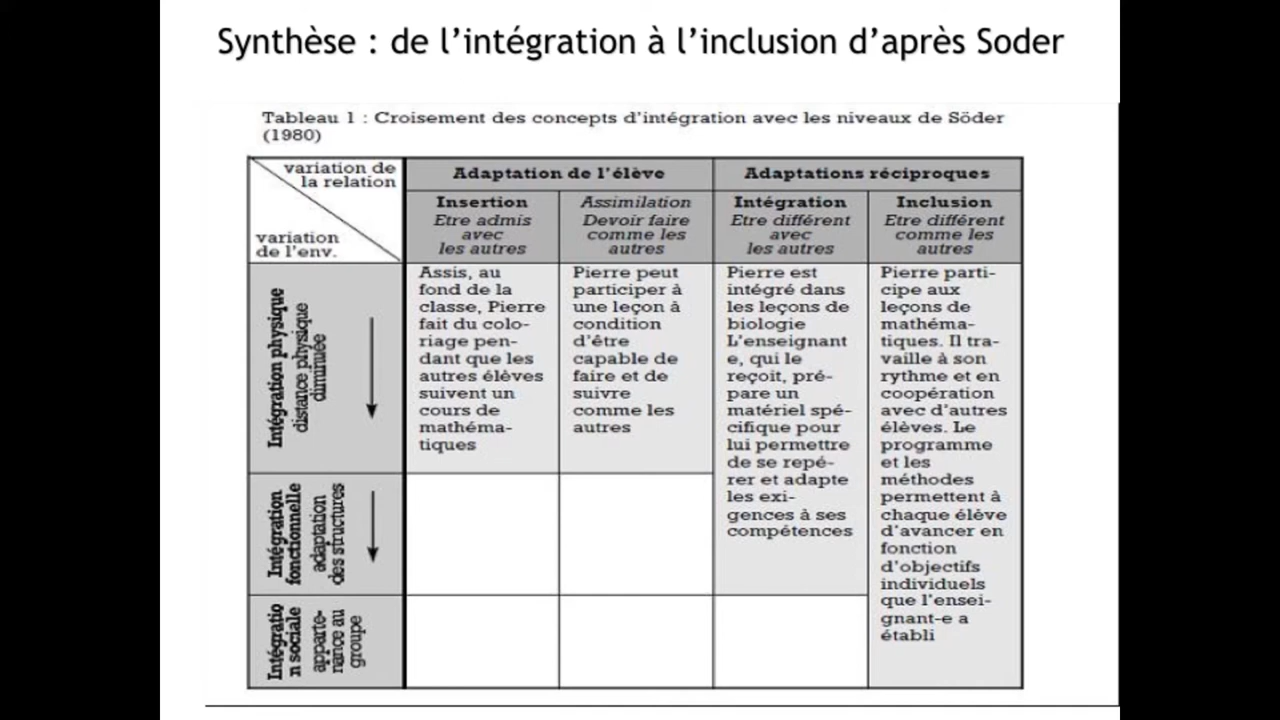 Synthèse : de l’intégration à l’inclusion d’après Soder
Tableau 1 : Croisement des concepts d’intégration avec les niveaux de Söder
(1980)
variation de
la relation
variation
de l’env.
Adaptation de l’élève
Adaptations réciproques
Insertion
Etre admis
avec
les autres
Assimilation
Devoir faire
comme les
autres
Intégration
Etre différent
avec
les autres
Inclusion
Etre différent
comme les
autres
Intégration physique
distance physique
diminuée
Assis, au
fond de la
classe, Pierre
fait du colo-
riage pen-
dant que les
autres élèves
suivent un
cours de
mathéma-
tiques
Pierre peut
participer à
une leçon à
condition
d’être
capable de
faire et de
suivre
comme les
autres
Pierre est
intégré dans
les leçons de
biologie
L’enseignant
e, qui le
reçoit, pré-
pare un
matériel spé-
cifique pour
lui permettre
de se repé-
rer et adapte
les exi-
gences à ses
compétences
Pierre parti-
cipe aux
leçons de
mathéma-
tiques. Il tra-
vaille à son
rythme et en
coopération
avec d’autres
élèves. Le
programme
et les
méthodes
permettent à
chaque élève
d’avancer en
fonction
d’objectifs
individuels
que l’ensei-
gnant-e a
établi
Intégration
fonctionnelle
adaptation
des structures
Intégratio
n sociale
apparte-
nance au
groupe